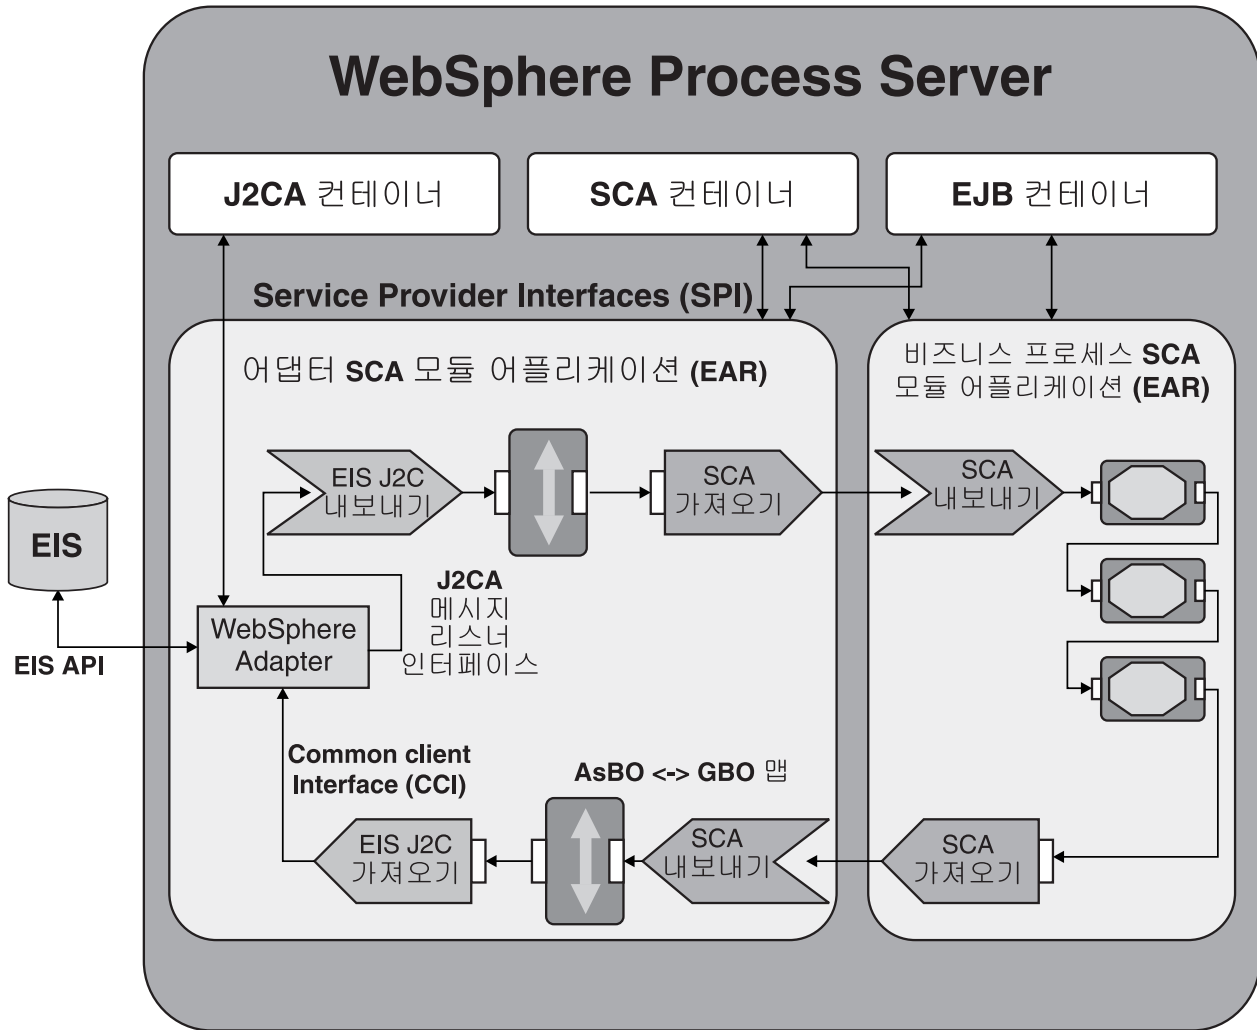 WebSphere Process Server
J2CA 컨테이너
SCA 컨테이너
EJB 컨테이너
Service Provider Interfaces (SPI)
어댑터 SCA 모듈 어플리케이션 (EAR)
비즈니스 프로세스 SCA
모듈 어플리케이션 (EAR)
EIS J2C
내보내기
SCA
가져오기
SCA
내보내기
EIS
EIS API
WebSphere
Adapter
J2CA
메시지
리스너
인터페이스
Common client
Interface (CCI)
AsBO <-> GBO 맵
EIS J2C
가져오기
SCA
내보내기
SCA
가져오기